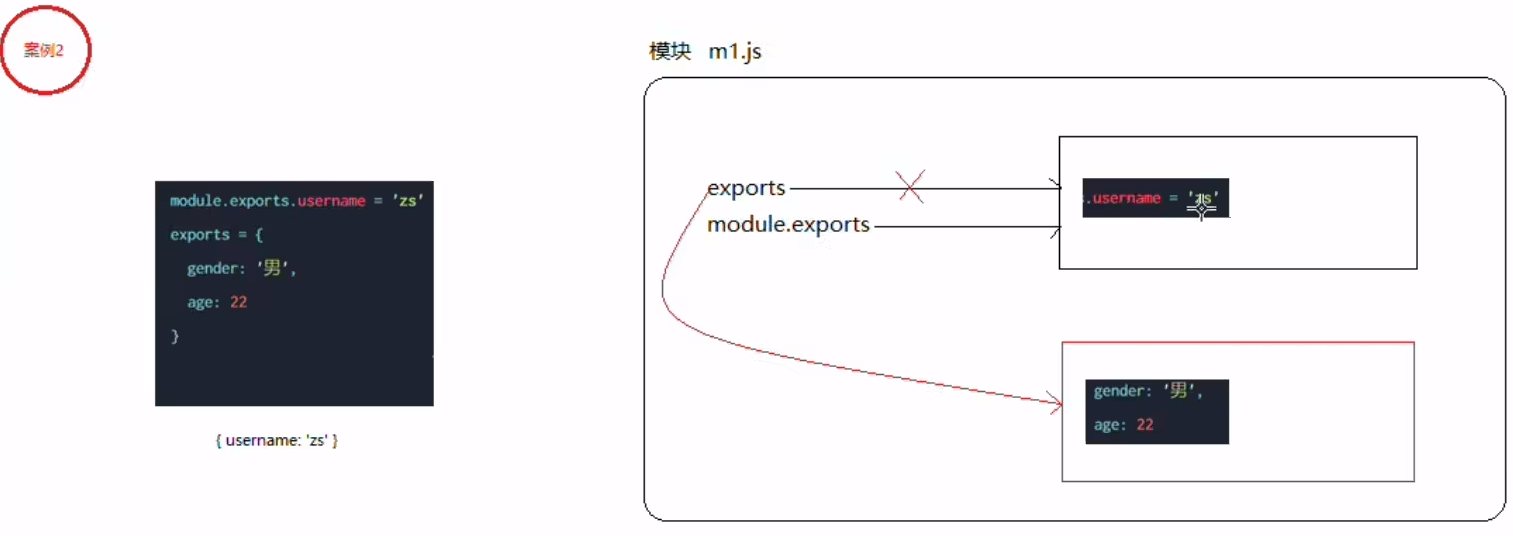 案例2
模块 m1.js
module.exports.username = 'zs'
exports = {
gender: '男',
age: 22
}
{ username: 'zs' }
exports
module.exports
.username = 'zs'
gender: '男',
age: 22